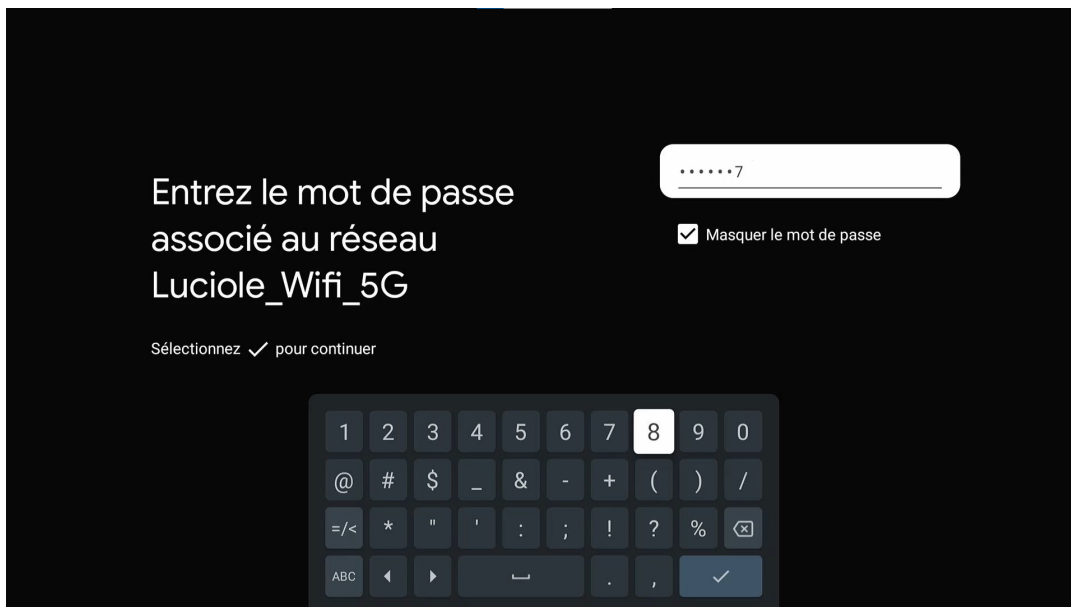 ••••••7
Entrez le mot de passe
associé au réseau
Luciole_Wifi_5G
Masquer le mot de passe
Sélectionnez ✓ pour continuer
1 2 3 4 5 6 7 8 9 0
@ # $ _ & - + ( ) /
=/< * " ' : ; ! ? %
ABC . ,